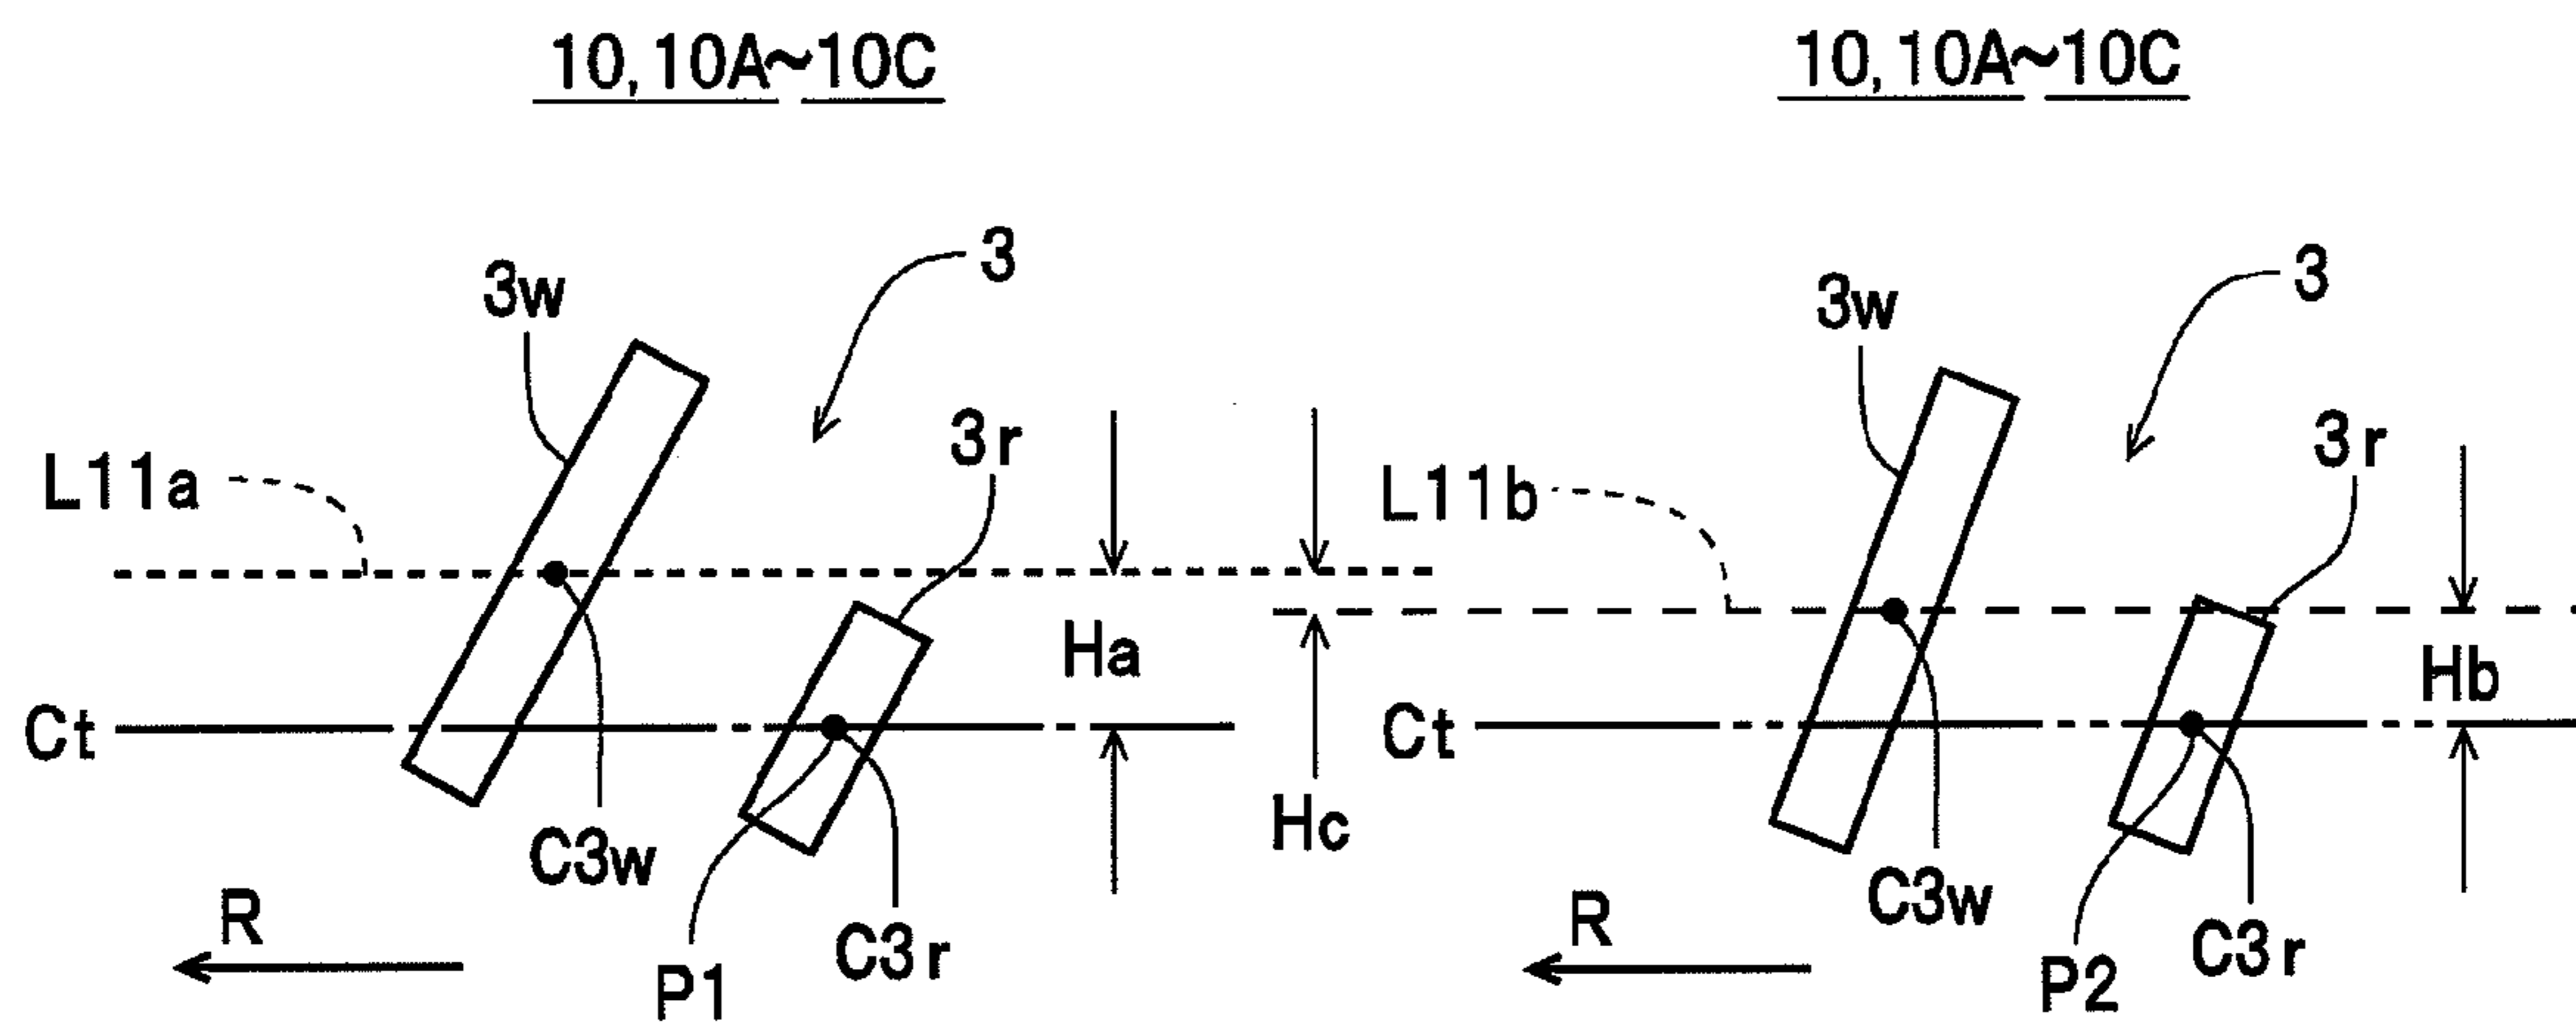 10, 10A~10C
3
3w
3r
L11a
Ha
Ct
C3w
C3r
R
P1
Hc
10, 10A~10C
3
3w
3r
L11b
Hb
Ct
C3w
C3r
R
P2